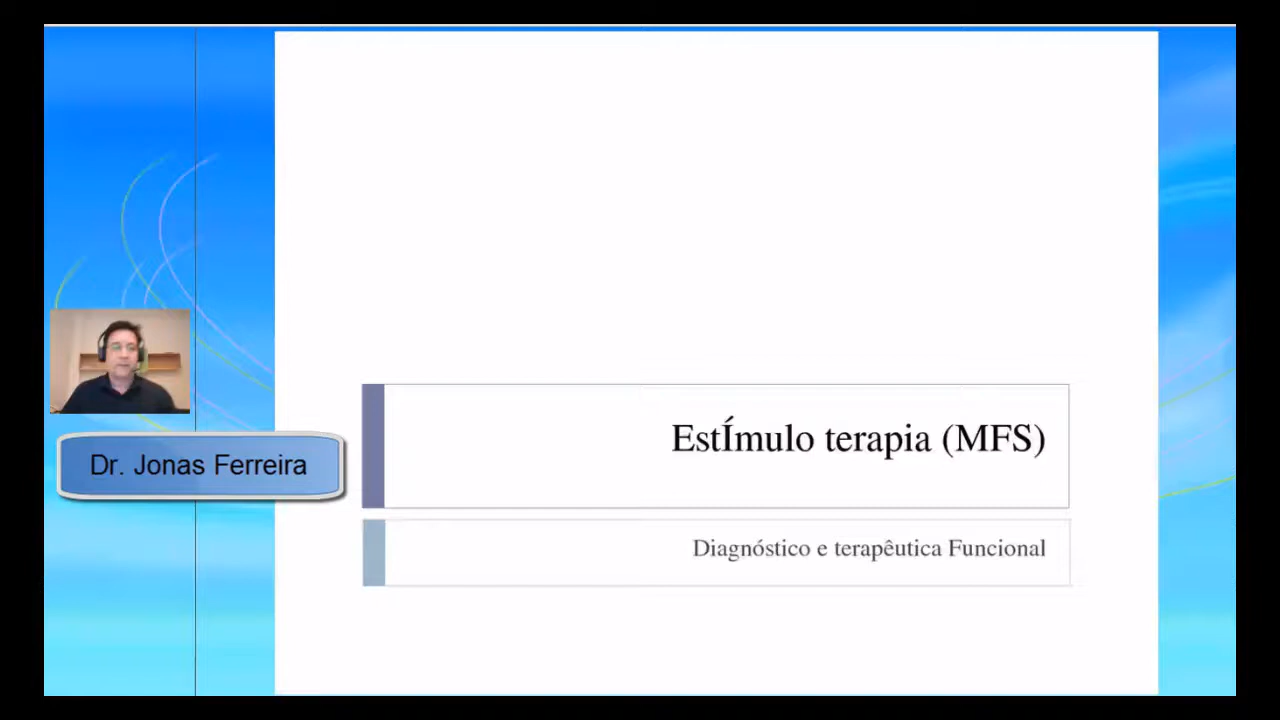 EstÍmulo terapia (MFS)
Dr. Jonas Ferreira
Diagnóstico e terapêutica Funcional